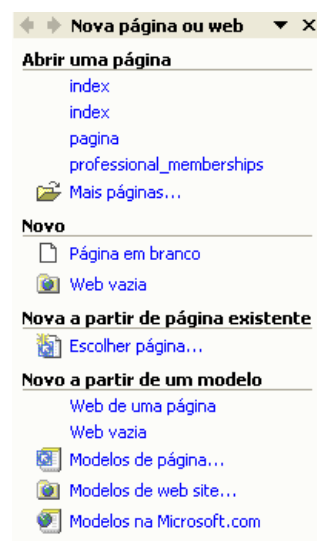 Nova página ou web
Abrir uma página
index
index
pagina
professional_memberships
Mais páginas...
Novo
Página em branco
Web vazia
Nova a partir de página existente
Escolher página...
Novo a partir de um modelo
Web de uma página
Web vazia
Modelos de página...
Modelos de web site...
Modelos na Microsoft.com